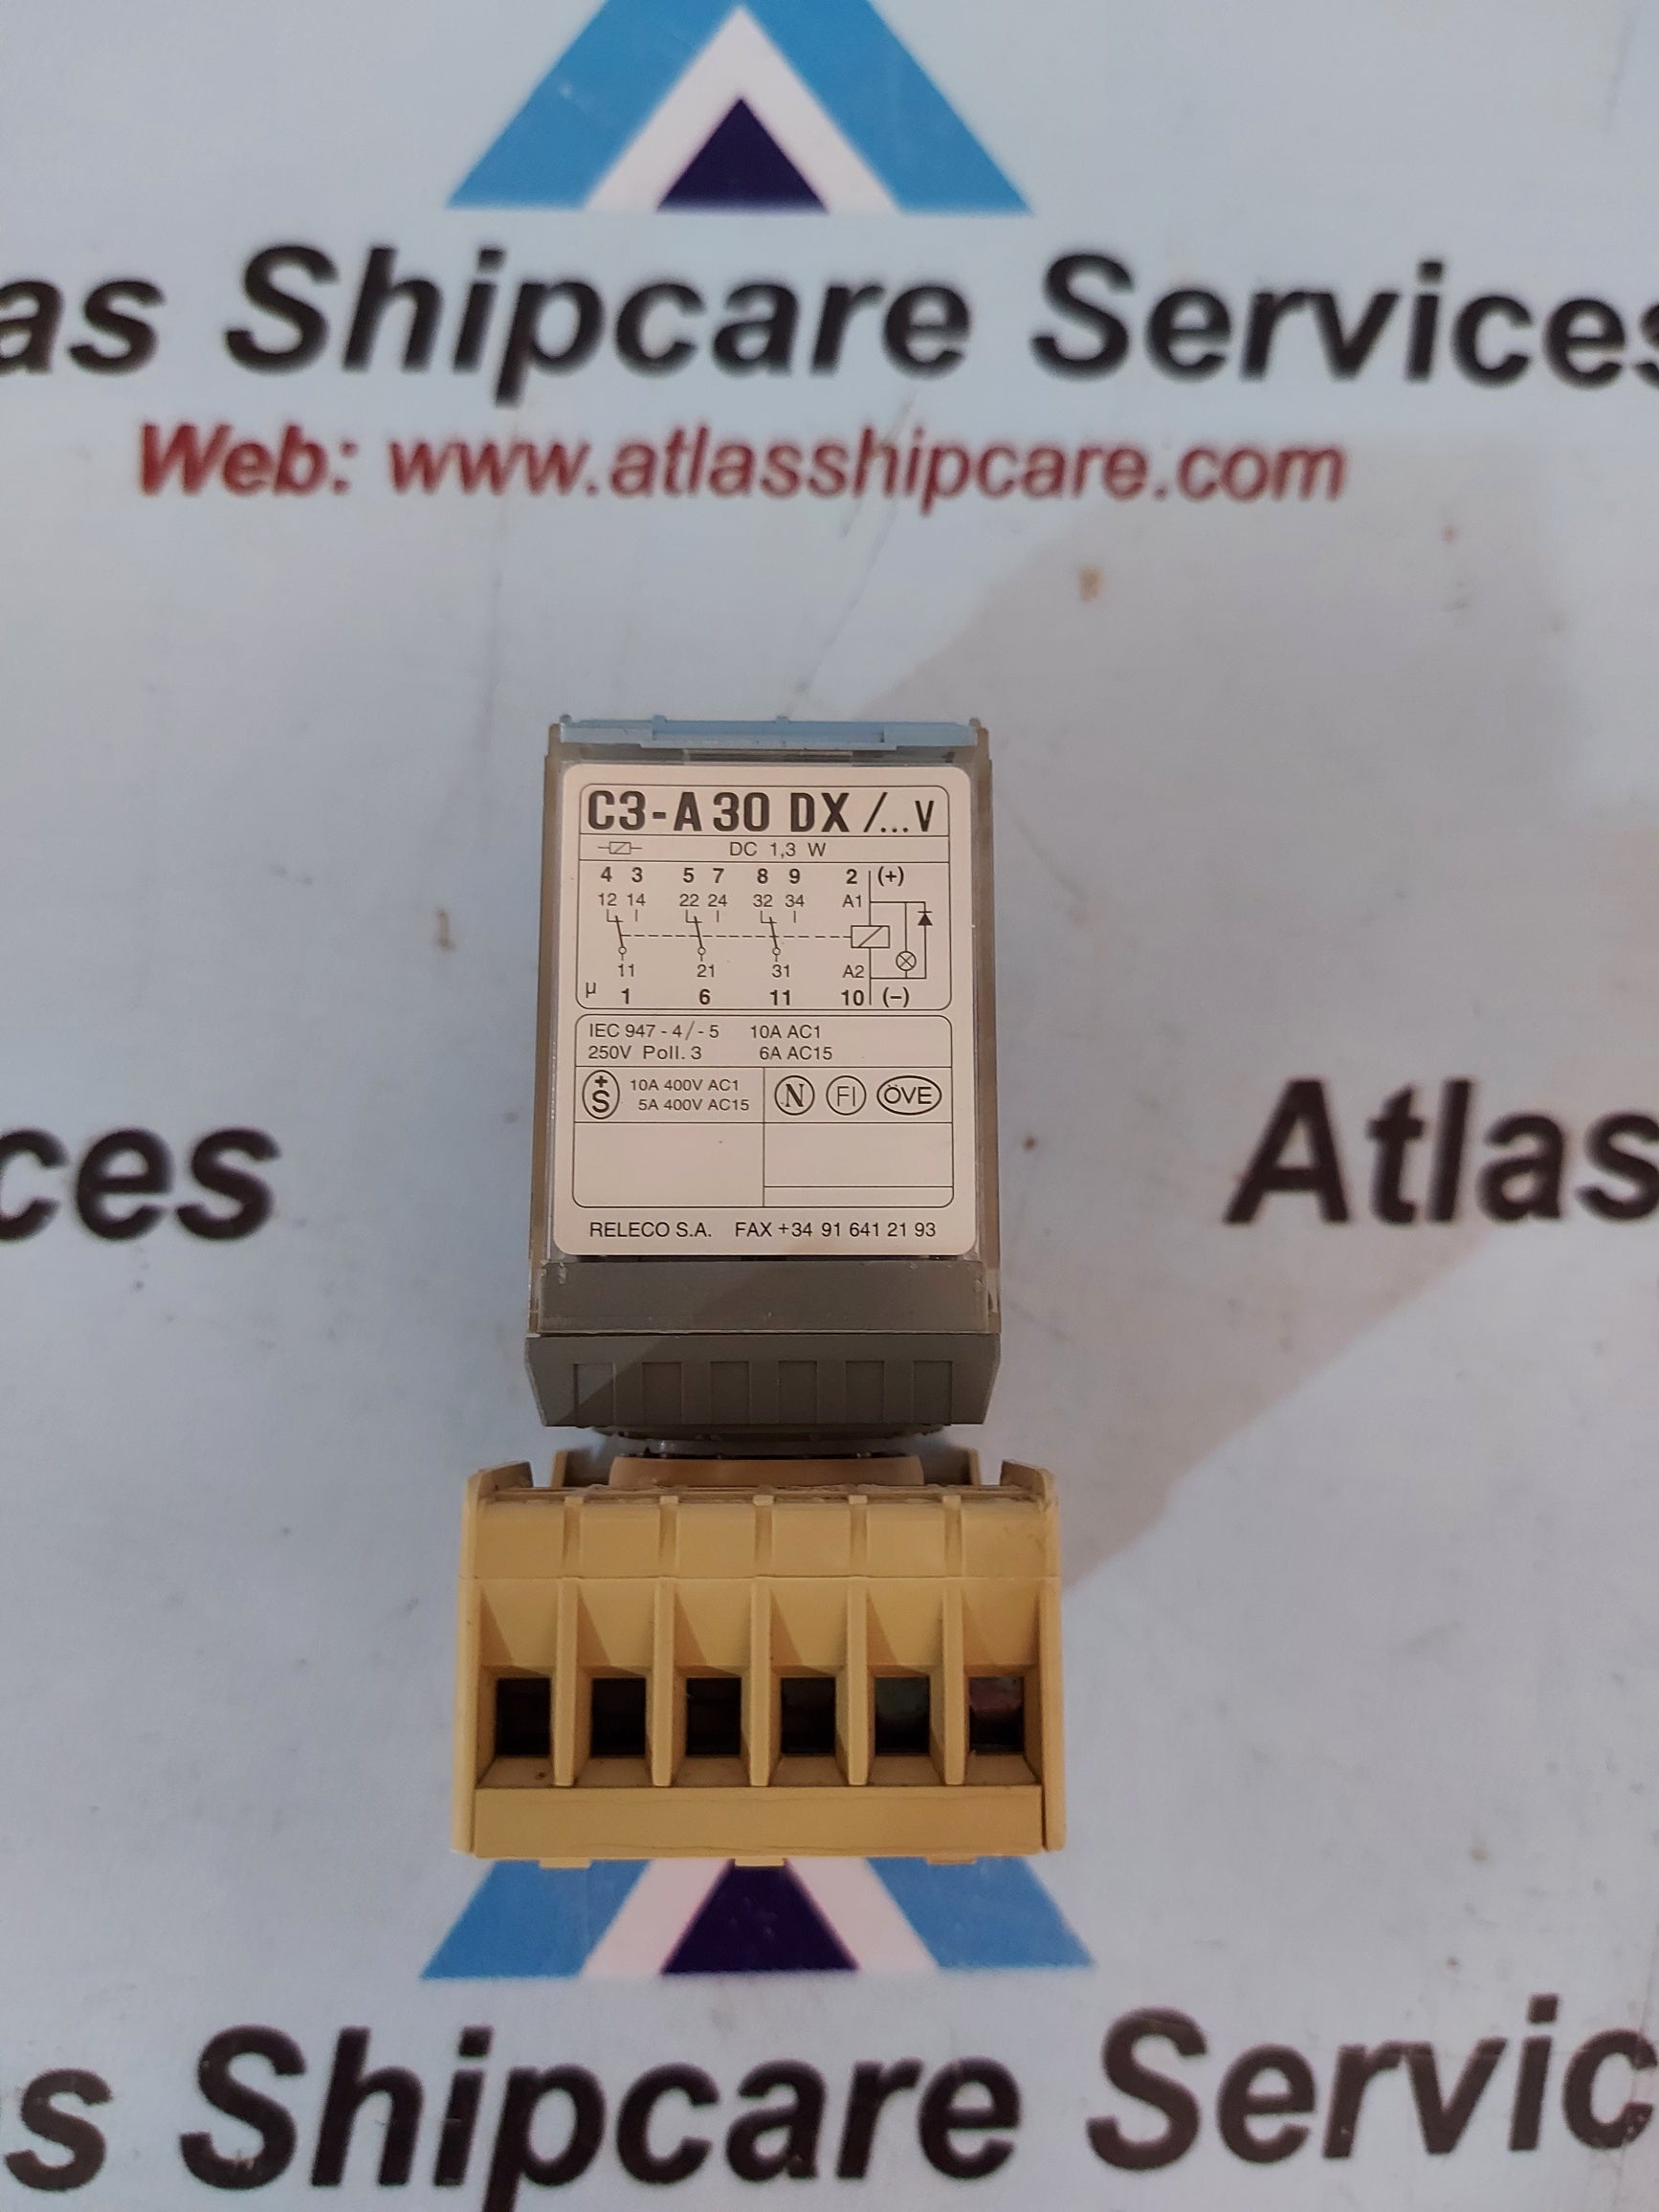 as Shipcare Services
Web: www.atlasshipcare.com
C3-A 30 DX /...V
DC 1,3 W
4 3 5 7 8 9 2 (+)
12 14 22 24 32 34 A1
11 21 31 A2
µ 1 6 11 10 (−)
IEC 947 - 4/ - 5 10A AC1
250V Poll. 3 6A AC15
+S 10A 400V AC1 N FI ÖVE
5A 400V AC15
RELECO S.A. FAX +34 91 641 21 93
ces Atlas
s Shipcare Servic